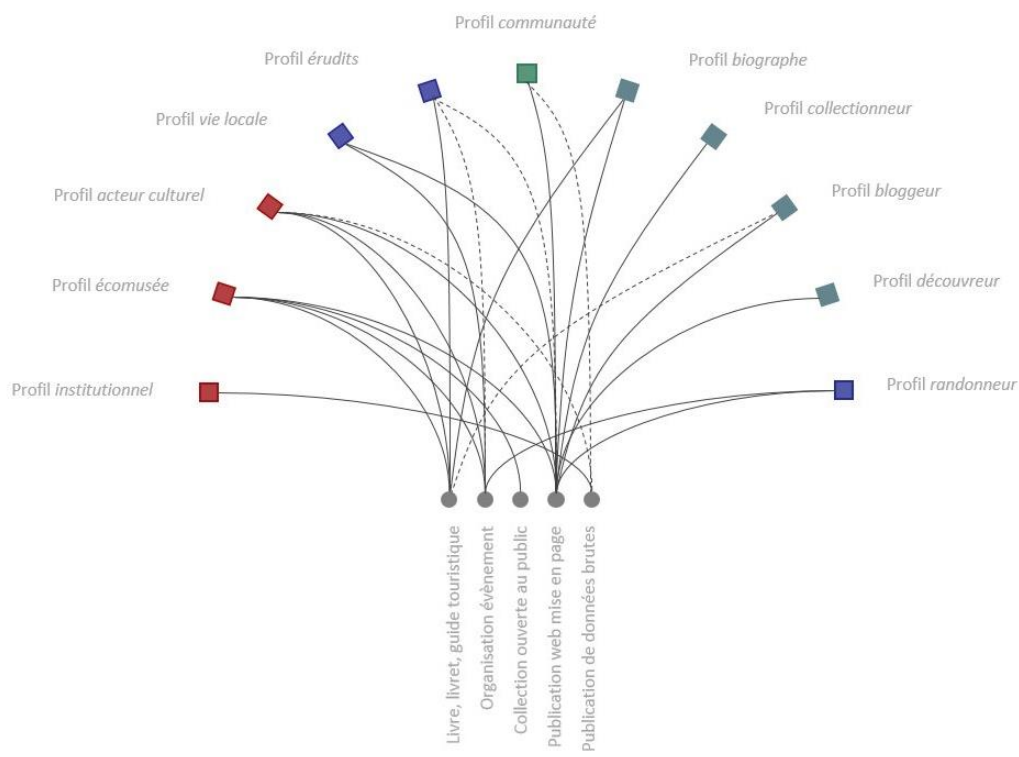 Profil communauté
Profil érudits
Profil biographe
Profil collectionneur
Profil vie locale
Profil acteur culturel
Profil bloggeur
Profil écomusée
Profil découvreur
Profil institutionnel
Profil randonneur
Livre, livret, guide touristique
Organisation évènement
Collection ouverte au public
Publication web mise en page
Publication de données brutes